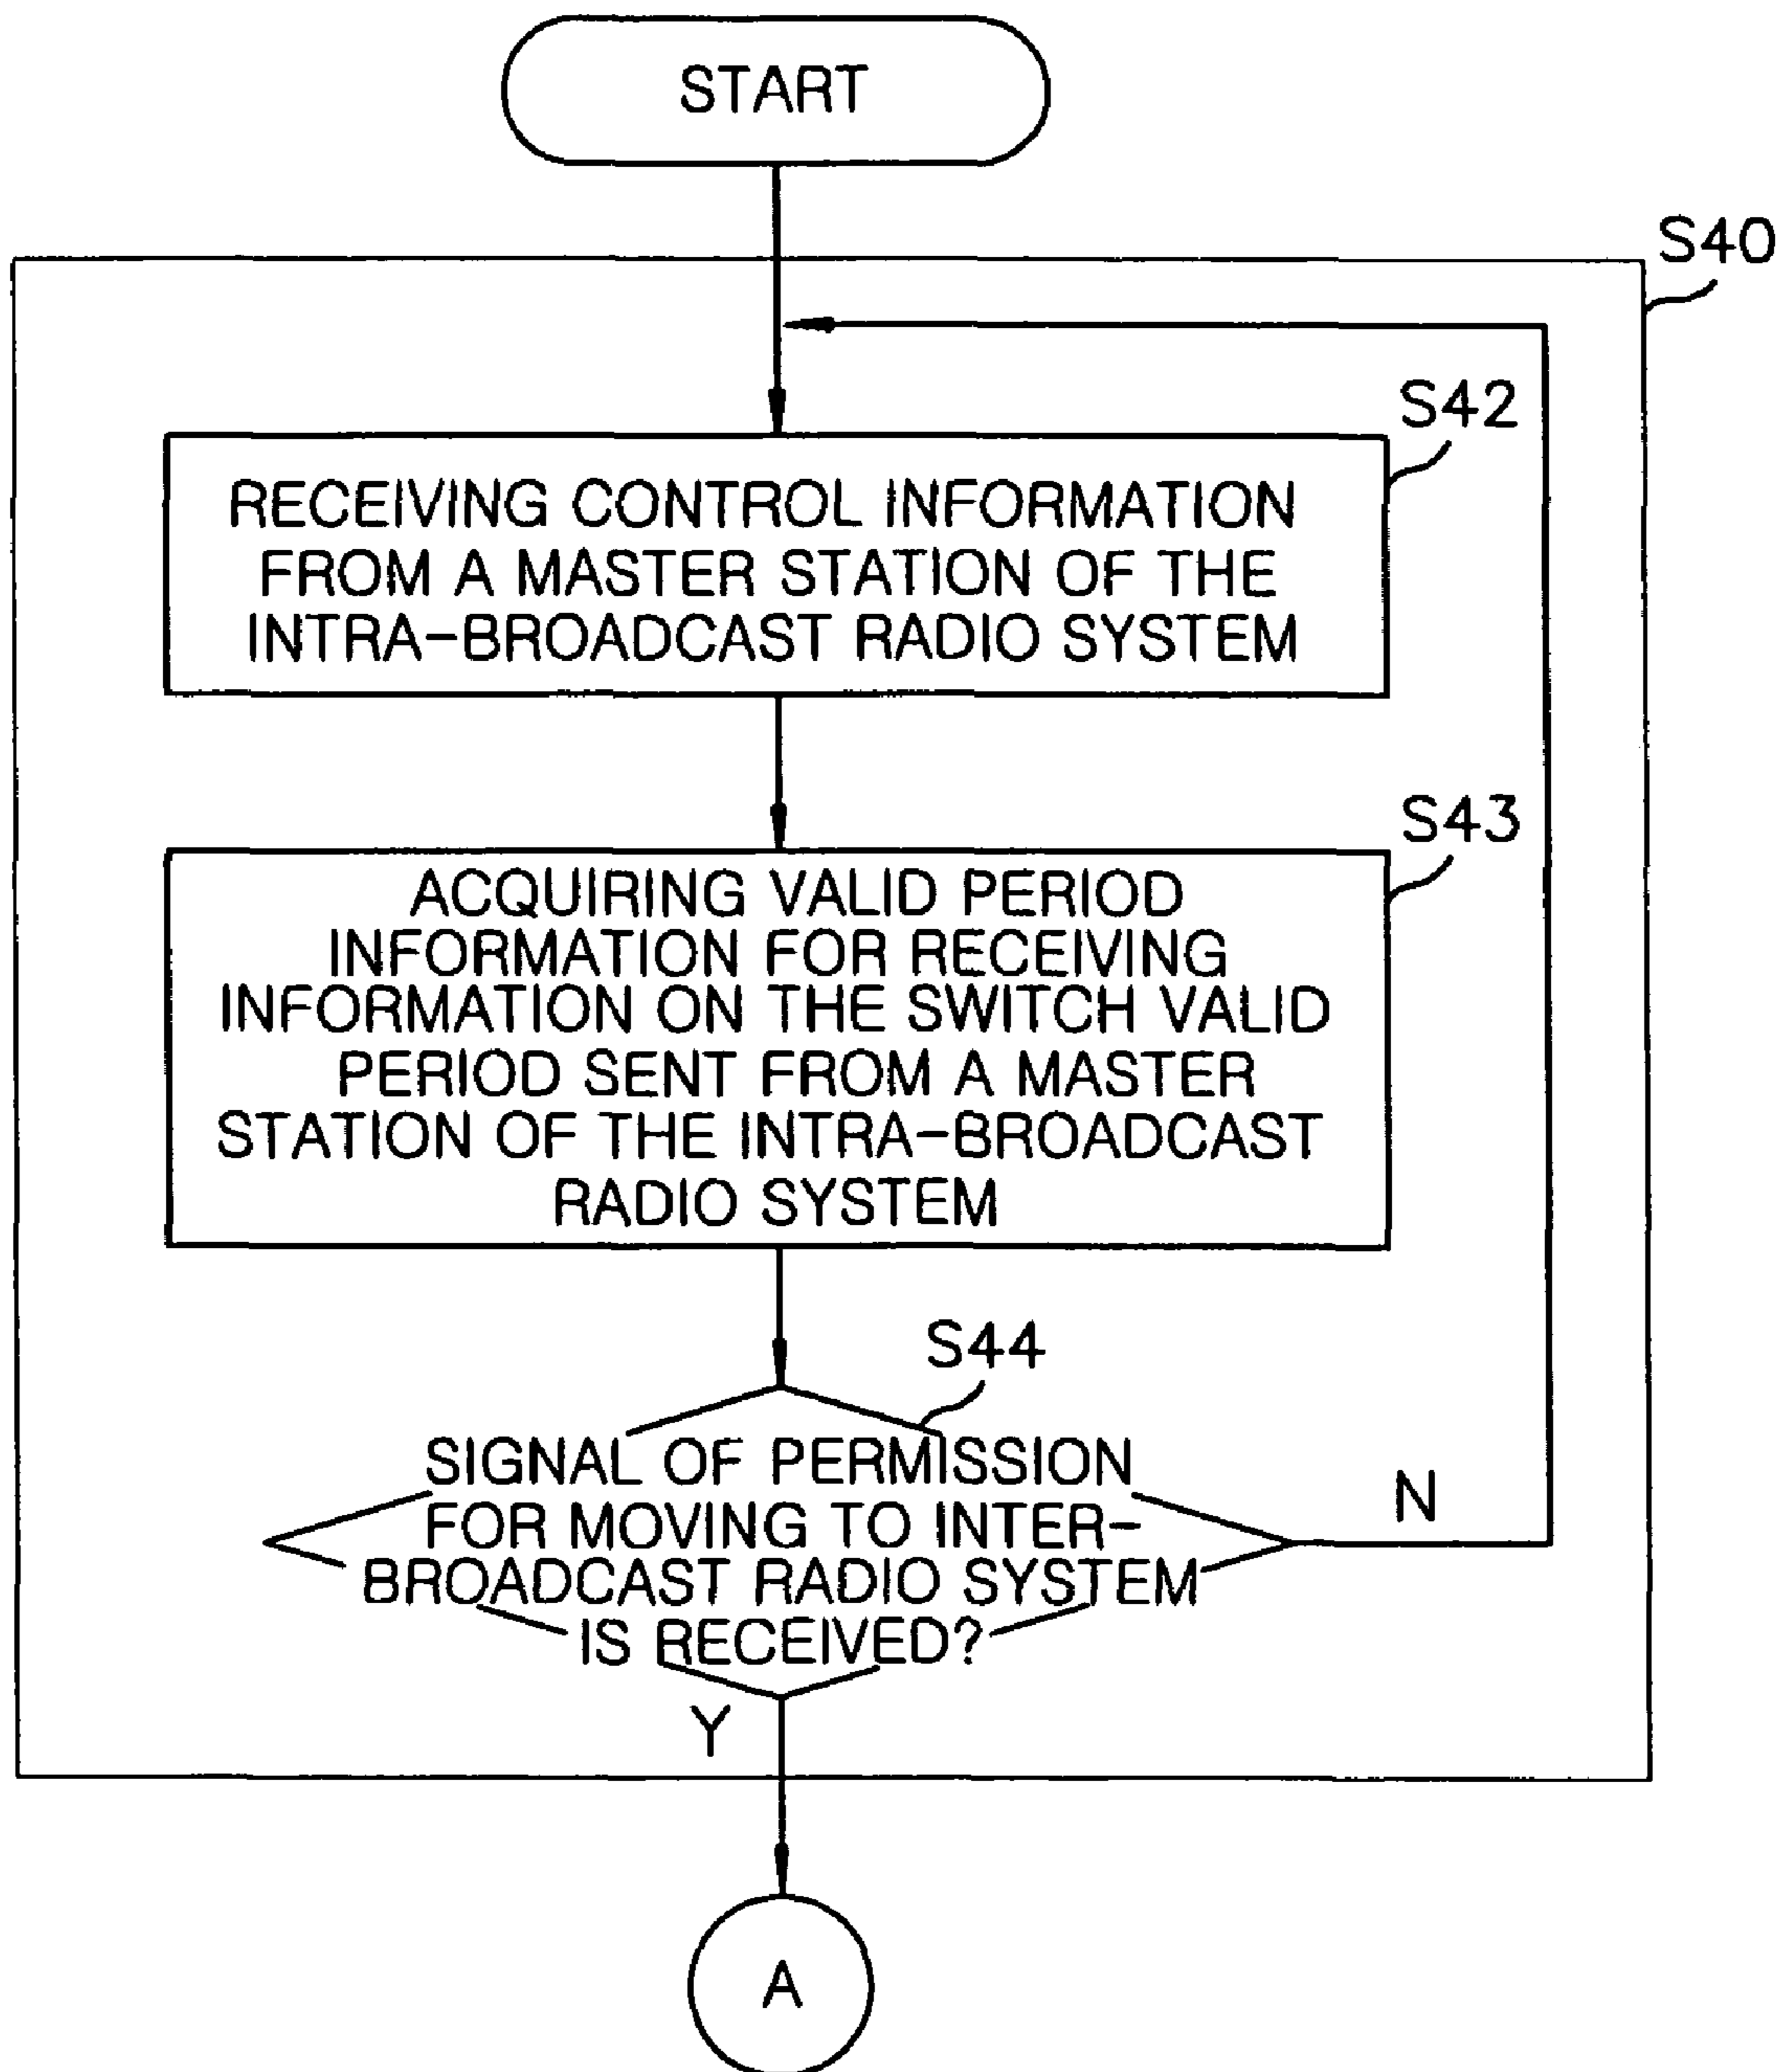 START
S40
S42
RECEIVING CONTROL INFORMATION
FROM A MASTER STATION OF THE
INTRA-BROADCAST RADIO SYSTEM
S43
ACQUIRING VALID PERIOD
INFORMATION FOR RECEIVING
INFORMATION ON THE SWITCH VALID
PERIOD SENT FROM A MASTER
STATION OF THE INTRA-BROADCAST
RADIO SYSTEM
S44
SIGNAL OF PERMISSION
FOR MOVING TO INTER-
BROADCAST RADIO SYSTEM
IS RECEIVED?
N
Y
A